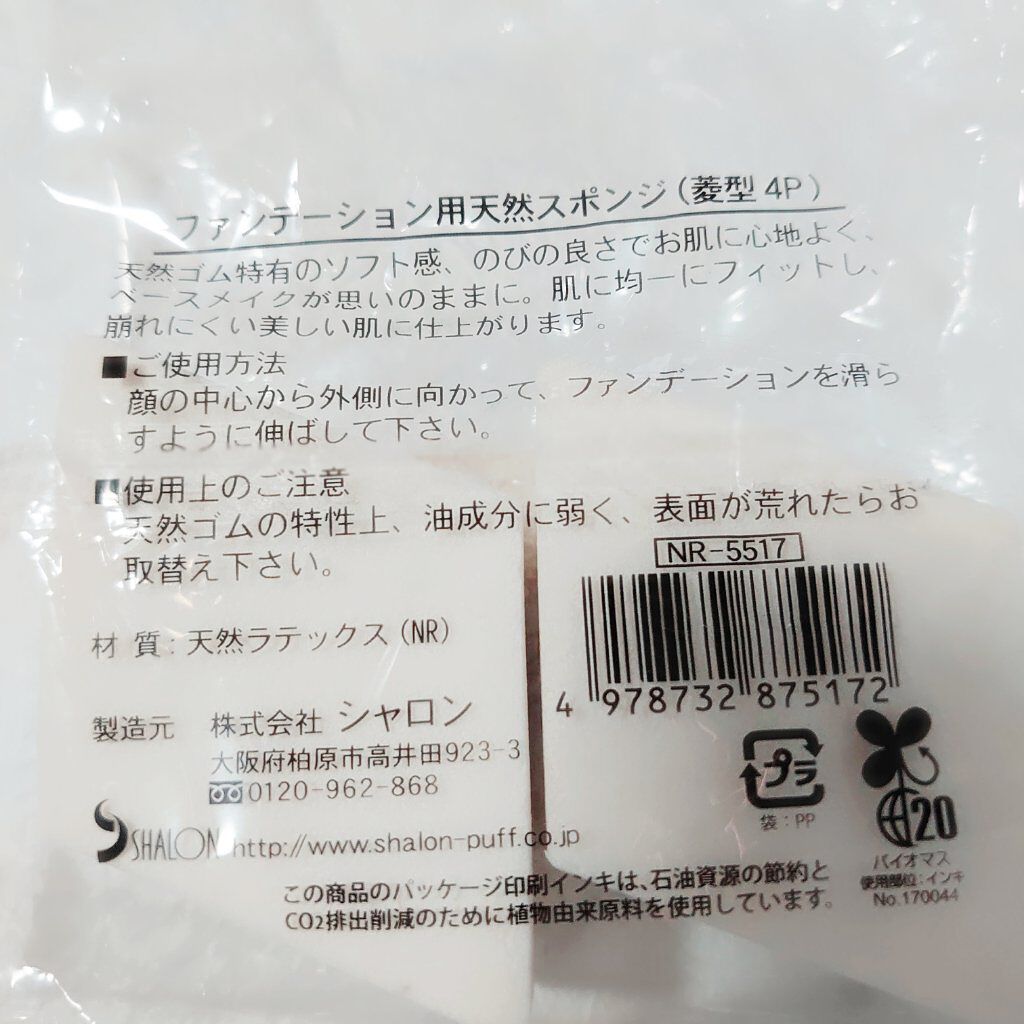 ファンデーション用天然スポンジ(菱型 4P)
天然ゴム特有のソフト感、のびの良さでお肌に心地よく、
ベースメイクが思いのままに。肌に均一にフィットし、
崩れにくい美しい肌に仕上がります。
■ご使用方法
顔の中心から外側に向かって、ファンデーションを滑ら
すように伸ばして下さい。
■使用上のご注意
天然ゴムの特性上、油成分に弱く、表面が荒れたらお
取替え下さい。
NR-5517
材 質:天然ラテックス(NR)
4 978732 875172
製造元 株式会社 シャロン
大阪府柏原市高井田923-3
0120-962-868
プラ
袋:PP
20
バイオマス
使用部位:インキ
No.170044
SHALON http://www.shalon-puff.co.jp
この商品のパッケージ印刷インキは、石油資源の節約と
CO2排出削減のために植物由来原料を使用しています。